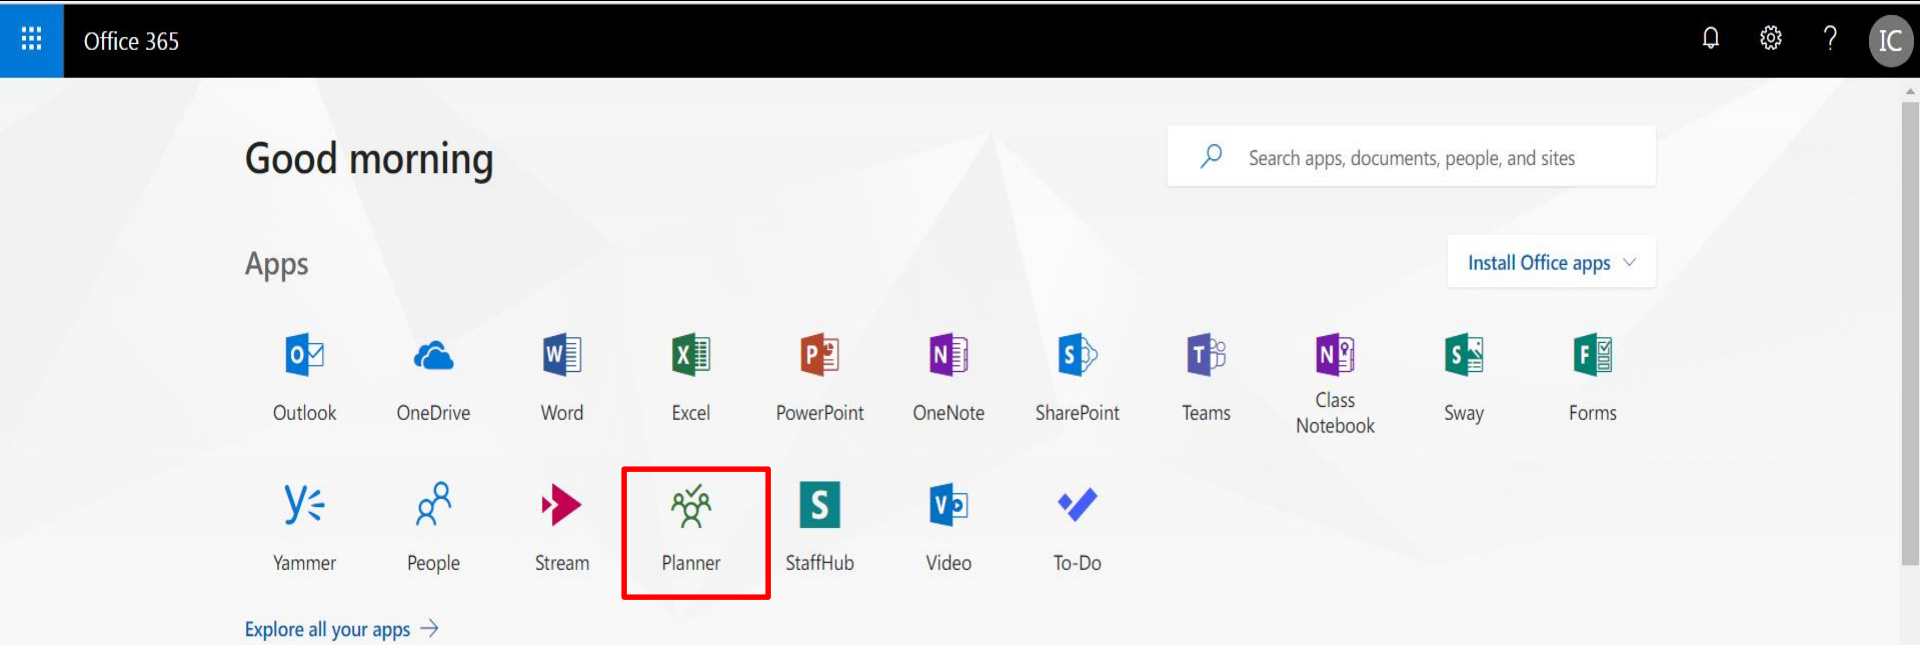 Office 365
?
IC
Good morning
Search apps, documents, people, and sites
Apps
Install Office apps
O W X P N S T N S F
Outlook OneDrive Word Excel PowerPoint OneNote SharePoint Teams Class Notebook Sway Forms
y S V
Yammer People Stream Planner StaffHub Video To-Do
Explore all your apps →